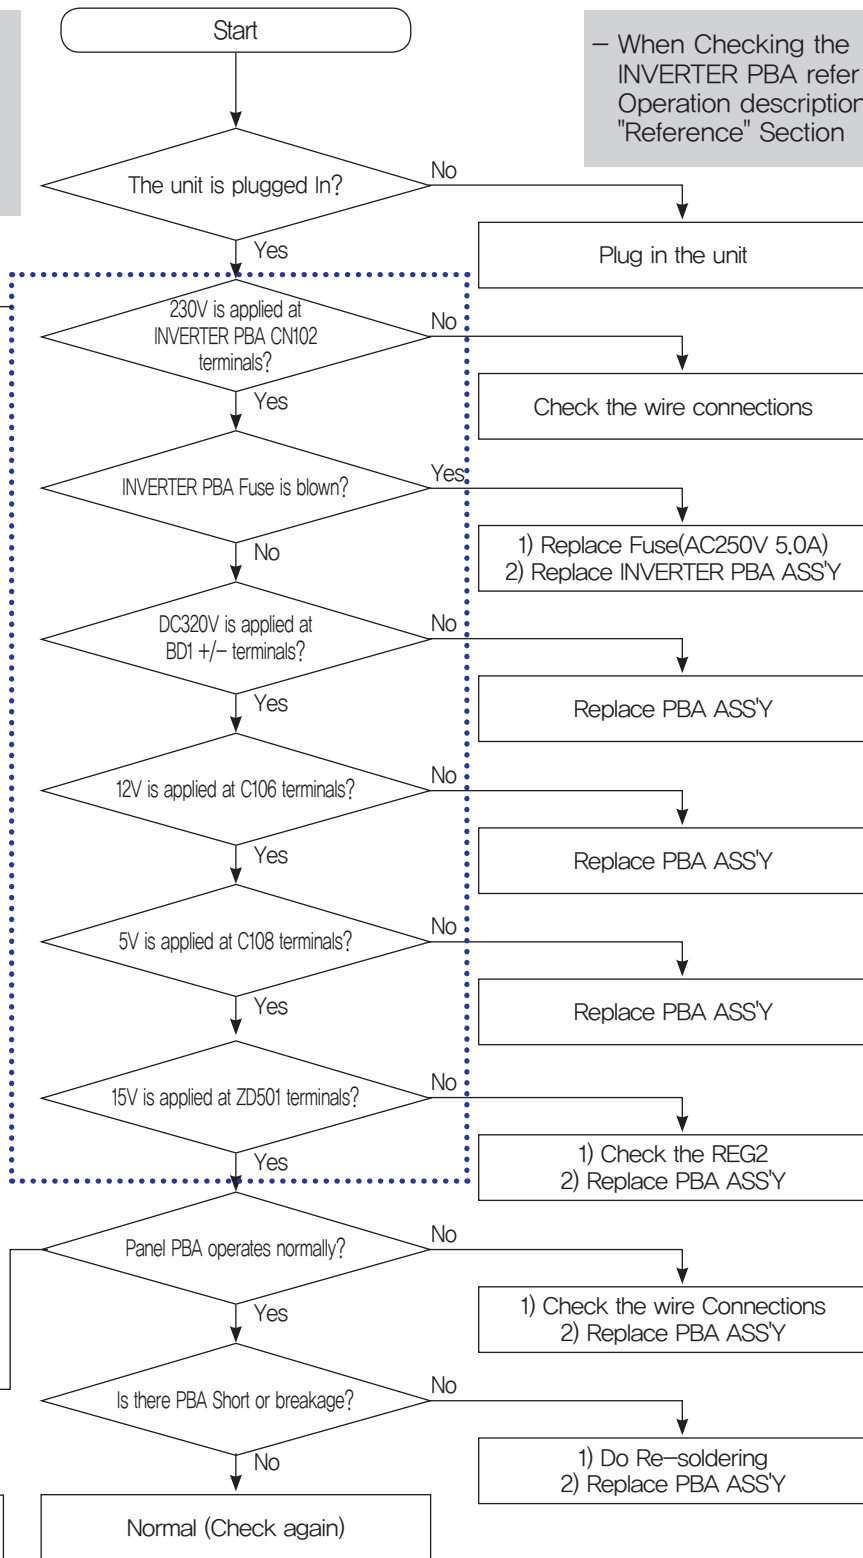 Start
– When Checking the
INVERTER PBA refer
Operation description
"Reference" Section
The unit is plugged In?
No
Yes
Plug in the unit
230V is applied at
INVERTER PBA CN102
terminals?
No
Yes
Check the wire connections
INVERTER PBA Fuse is blown?
Yes
No
1) Replace Fuse(AC250V 5.0A)
2) Replace INVERTER PBA ASS'Y
DC320V is applied at
BD1 +/– terminals?
No
Yes
Replace PBA ASS'Y
12V is applied at C106 terminals?
No
Yes
Replace PBA ASS'Y
5V is applied at C108 terminals?
No
Yes
Replace PBA ASS'Y
15V is applied at ZD501 terminals?
No
Yes
1) Check the REG2
2) Replace PBA ASS'Y
Panel PBA operates normally?
No
Yes
1) Check the wire Connections
2) Replace PBA ASS'Y
Is there PBA Short or breakage?
No
No
1) Do Re–soldering
2) Replace PBA ASS'Y
Normal (Check again)